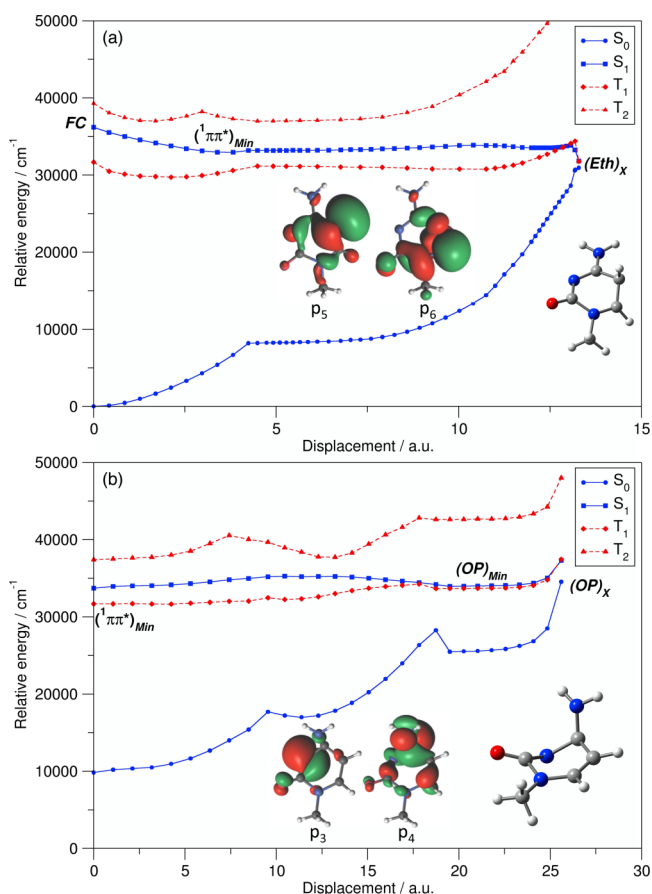 (a)
50000
40000
30000
20000
10000
0
Relative energy / cm⁻¹
S₀
S₁
T₁
T₂
FC
(¹ππ*)Min
(Eth)X
p₅
p₆
0
5
10
15
Displacement / a.u.
(b)
50000
40000
30000
20000
10000
0
Relative energy / cm⁻¹
S₀
S₁
T₁
T₂
(¹ππ*)Min
(OP)Min
(OP)X
p₃
p₄
0
5
10
15
20
25
30
Displacement / a.u.